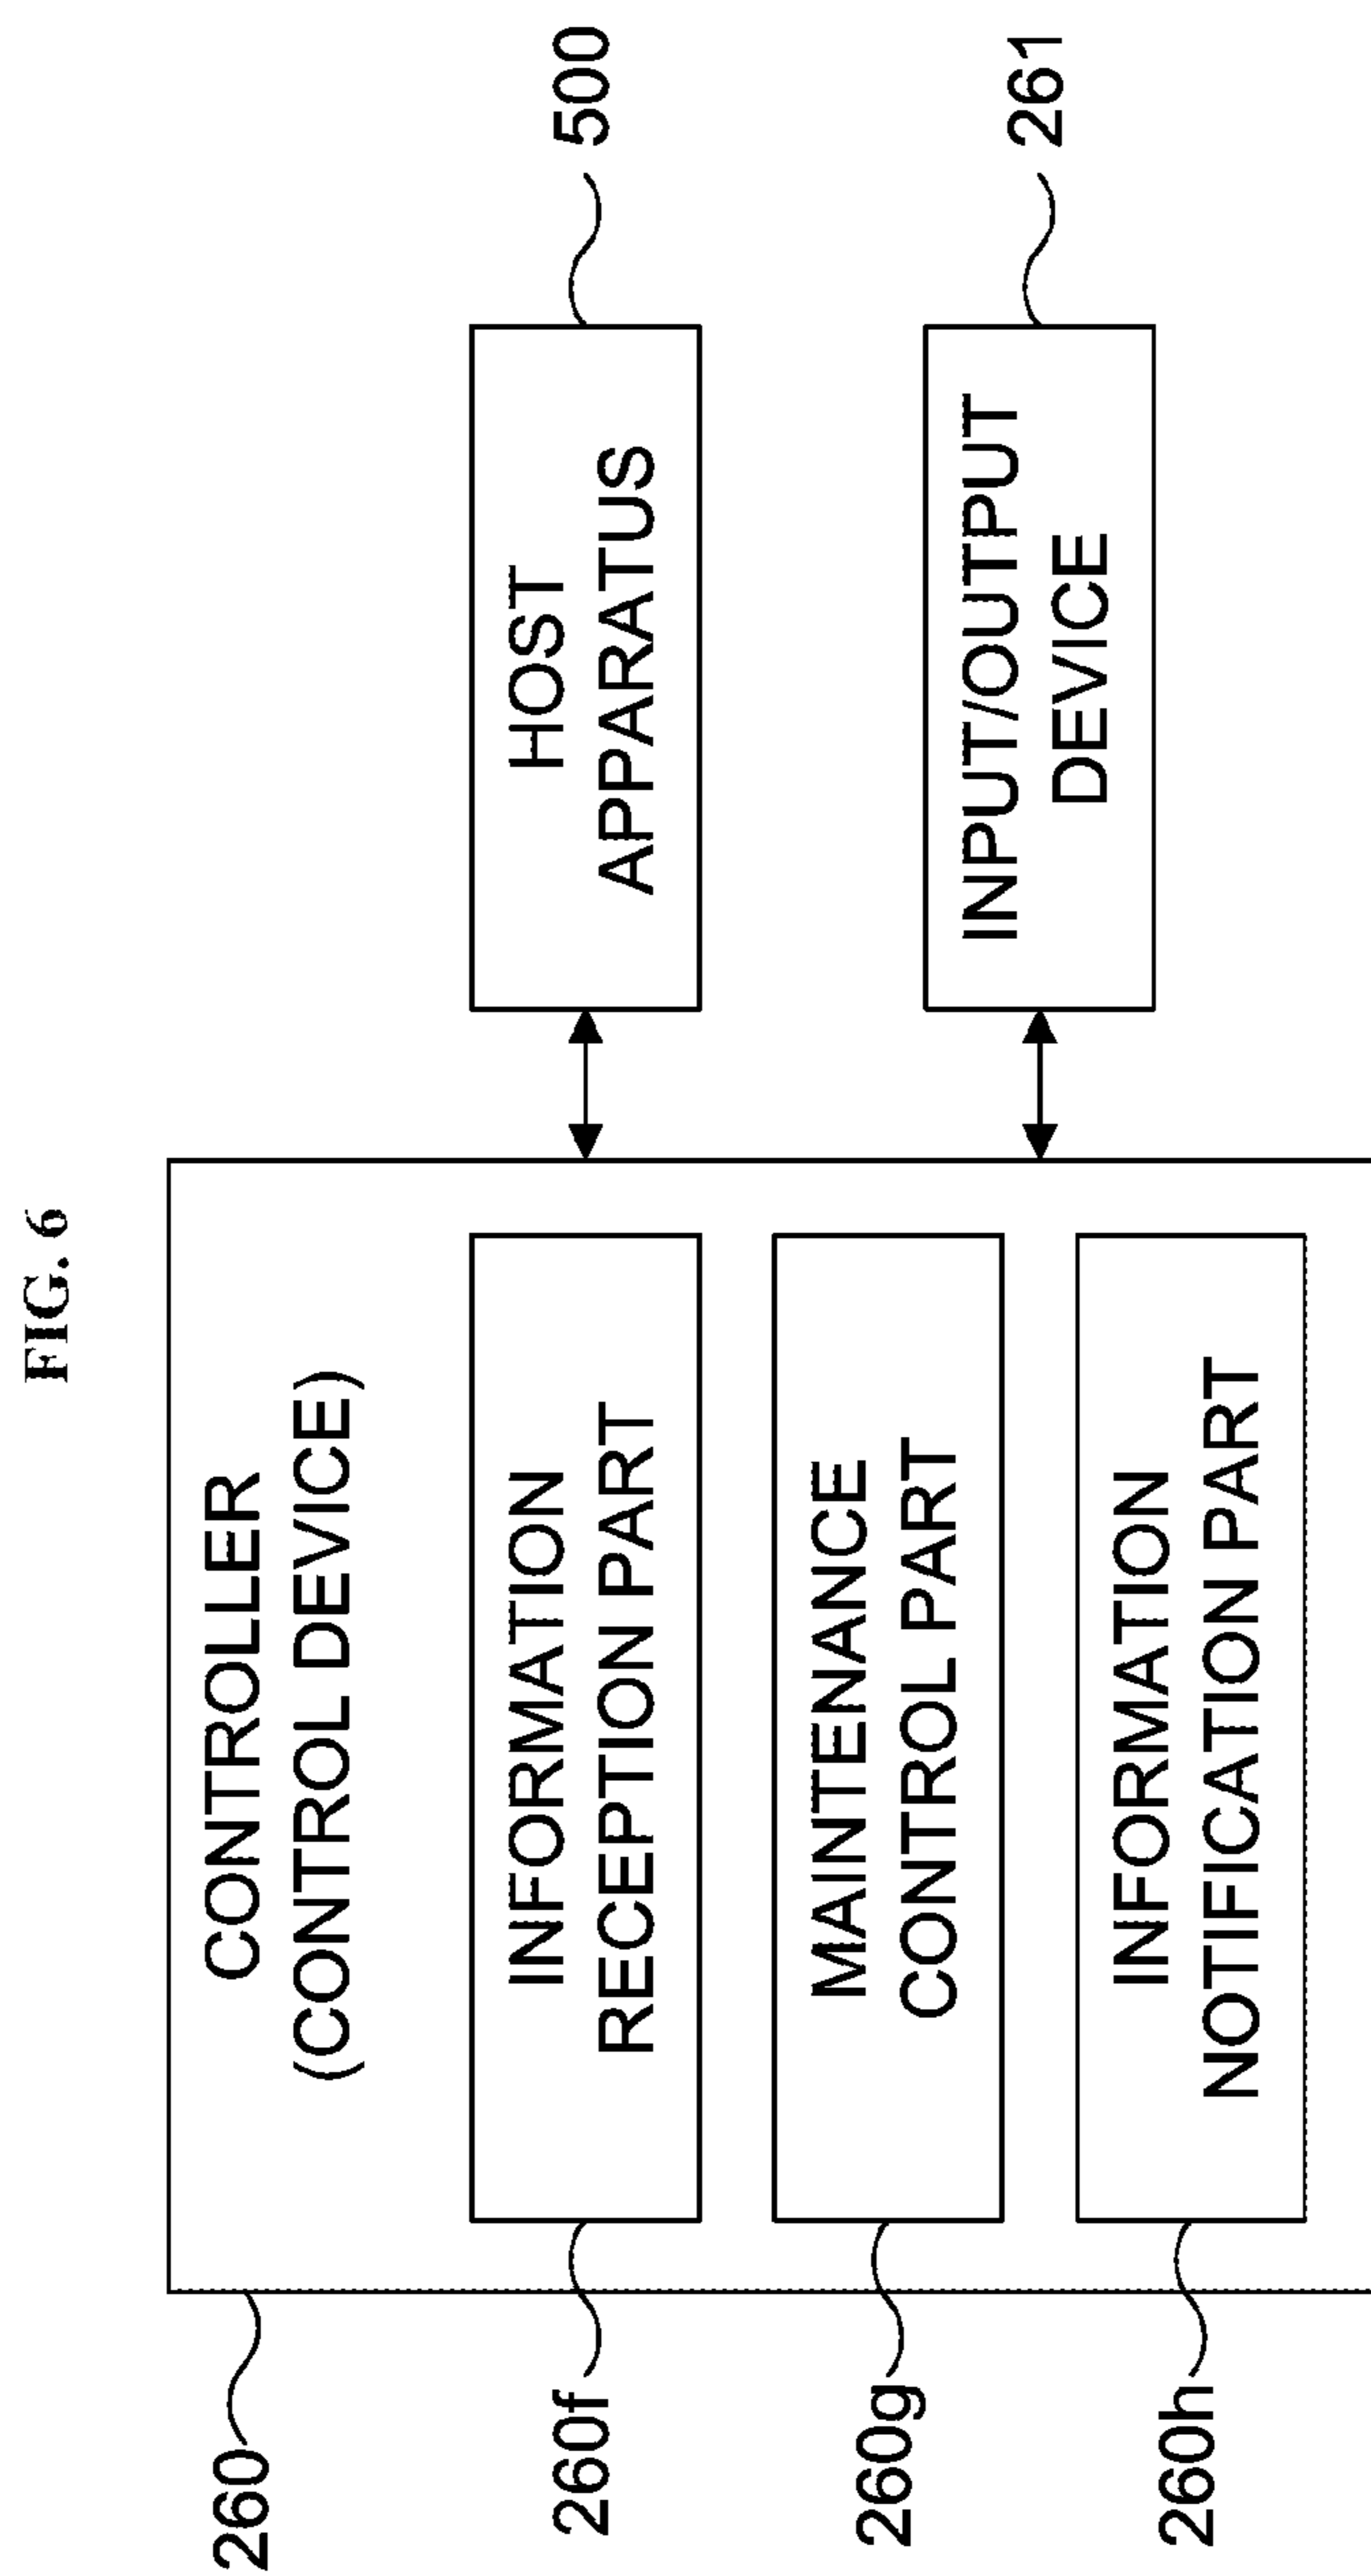 FIG. 6
260
CONTROLLER
(CONTROL DEVICE)
260f
INFORMATION
RECEPTION PART
HOST
APPARATUS
500
260g
MAINTENANCE
CONTROL PART
INPUT/OUTPUT
DEVICE
261
260h
INFORMATION
NOTIFICATION PART